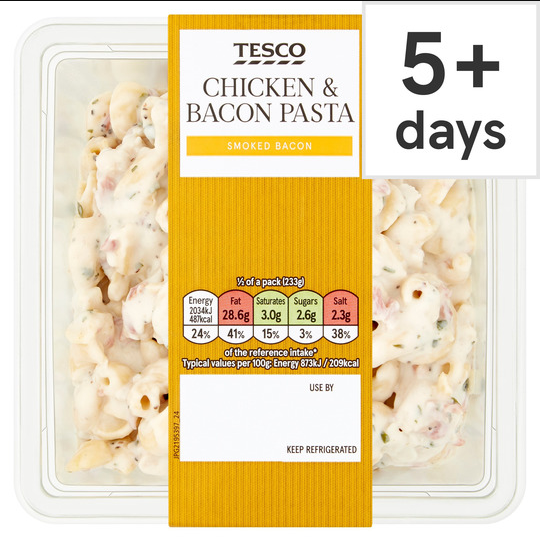 TESCO
CHICKEN &
BACON PASTA
SMOKED BACON
5+
days
½ of a pack (233g)
Energy Fat Saturates Sugars Salt
2034kJ 28.6g 3.0g 2.6g 2.3g
487kcal
24% 41% 15% 3% 38%
of the reference intake*
Typical values per 100g: Energy 873kJ / 209kcal
USE BY
KEEP REFRIGERATED
JPG2195397_24